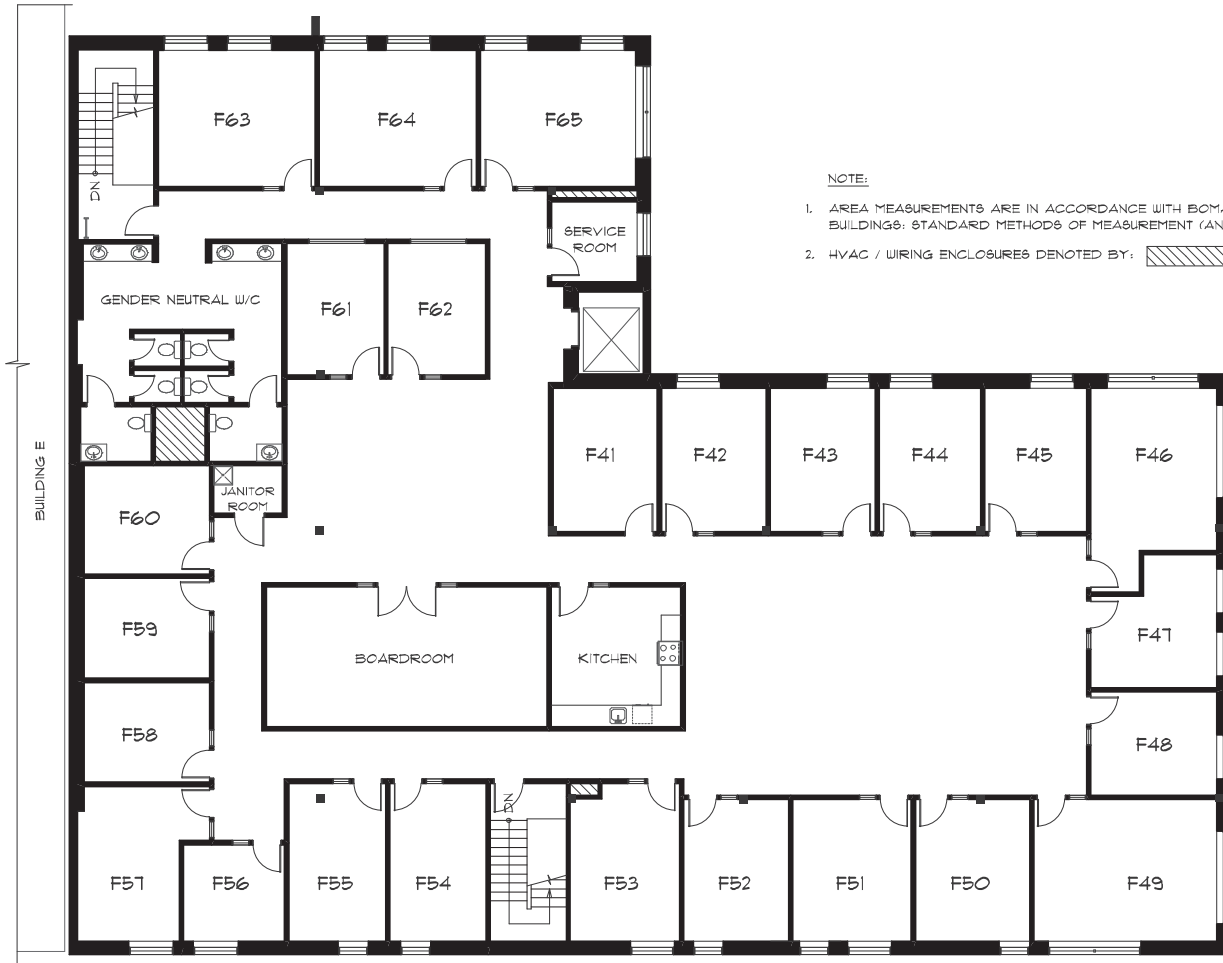 F63
F64
F65
DN
NOTE:
1. AREA MEASUREMENTS ARE IN ACCORDANCE WITH BOMA
BUILDINGS: STANDARD METHODS OF MEASUREMENT (AN
2. HVAC / WIRING ENCLOSURES DENOTED BY:
SERVICE
ROOM
GENDER NEUTRAL W/C
F61
F62
BUILDING E
F41
F42
F43
F44
F45
F46
JANITOR
ROOM
F60
F59
BOARDROOM
KITCHEN
F47
F58
F48
DN
F57
F56
F55
F54
F53
F52
F51
F50
F49